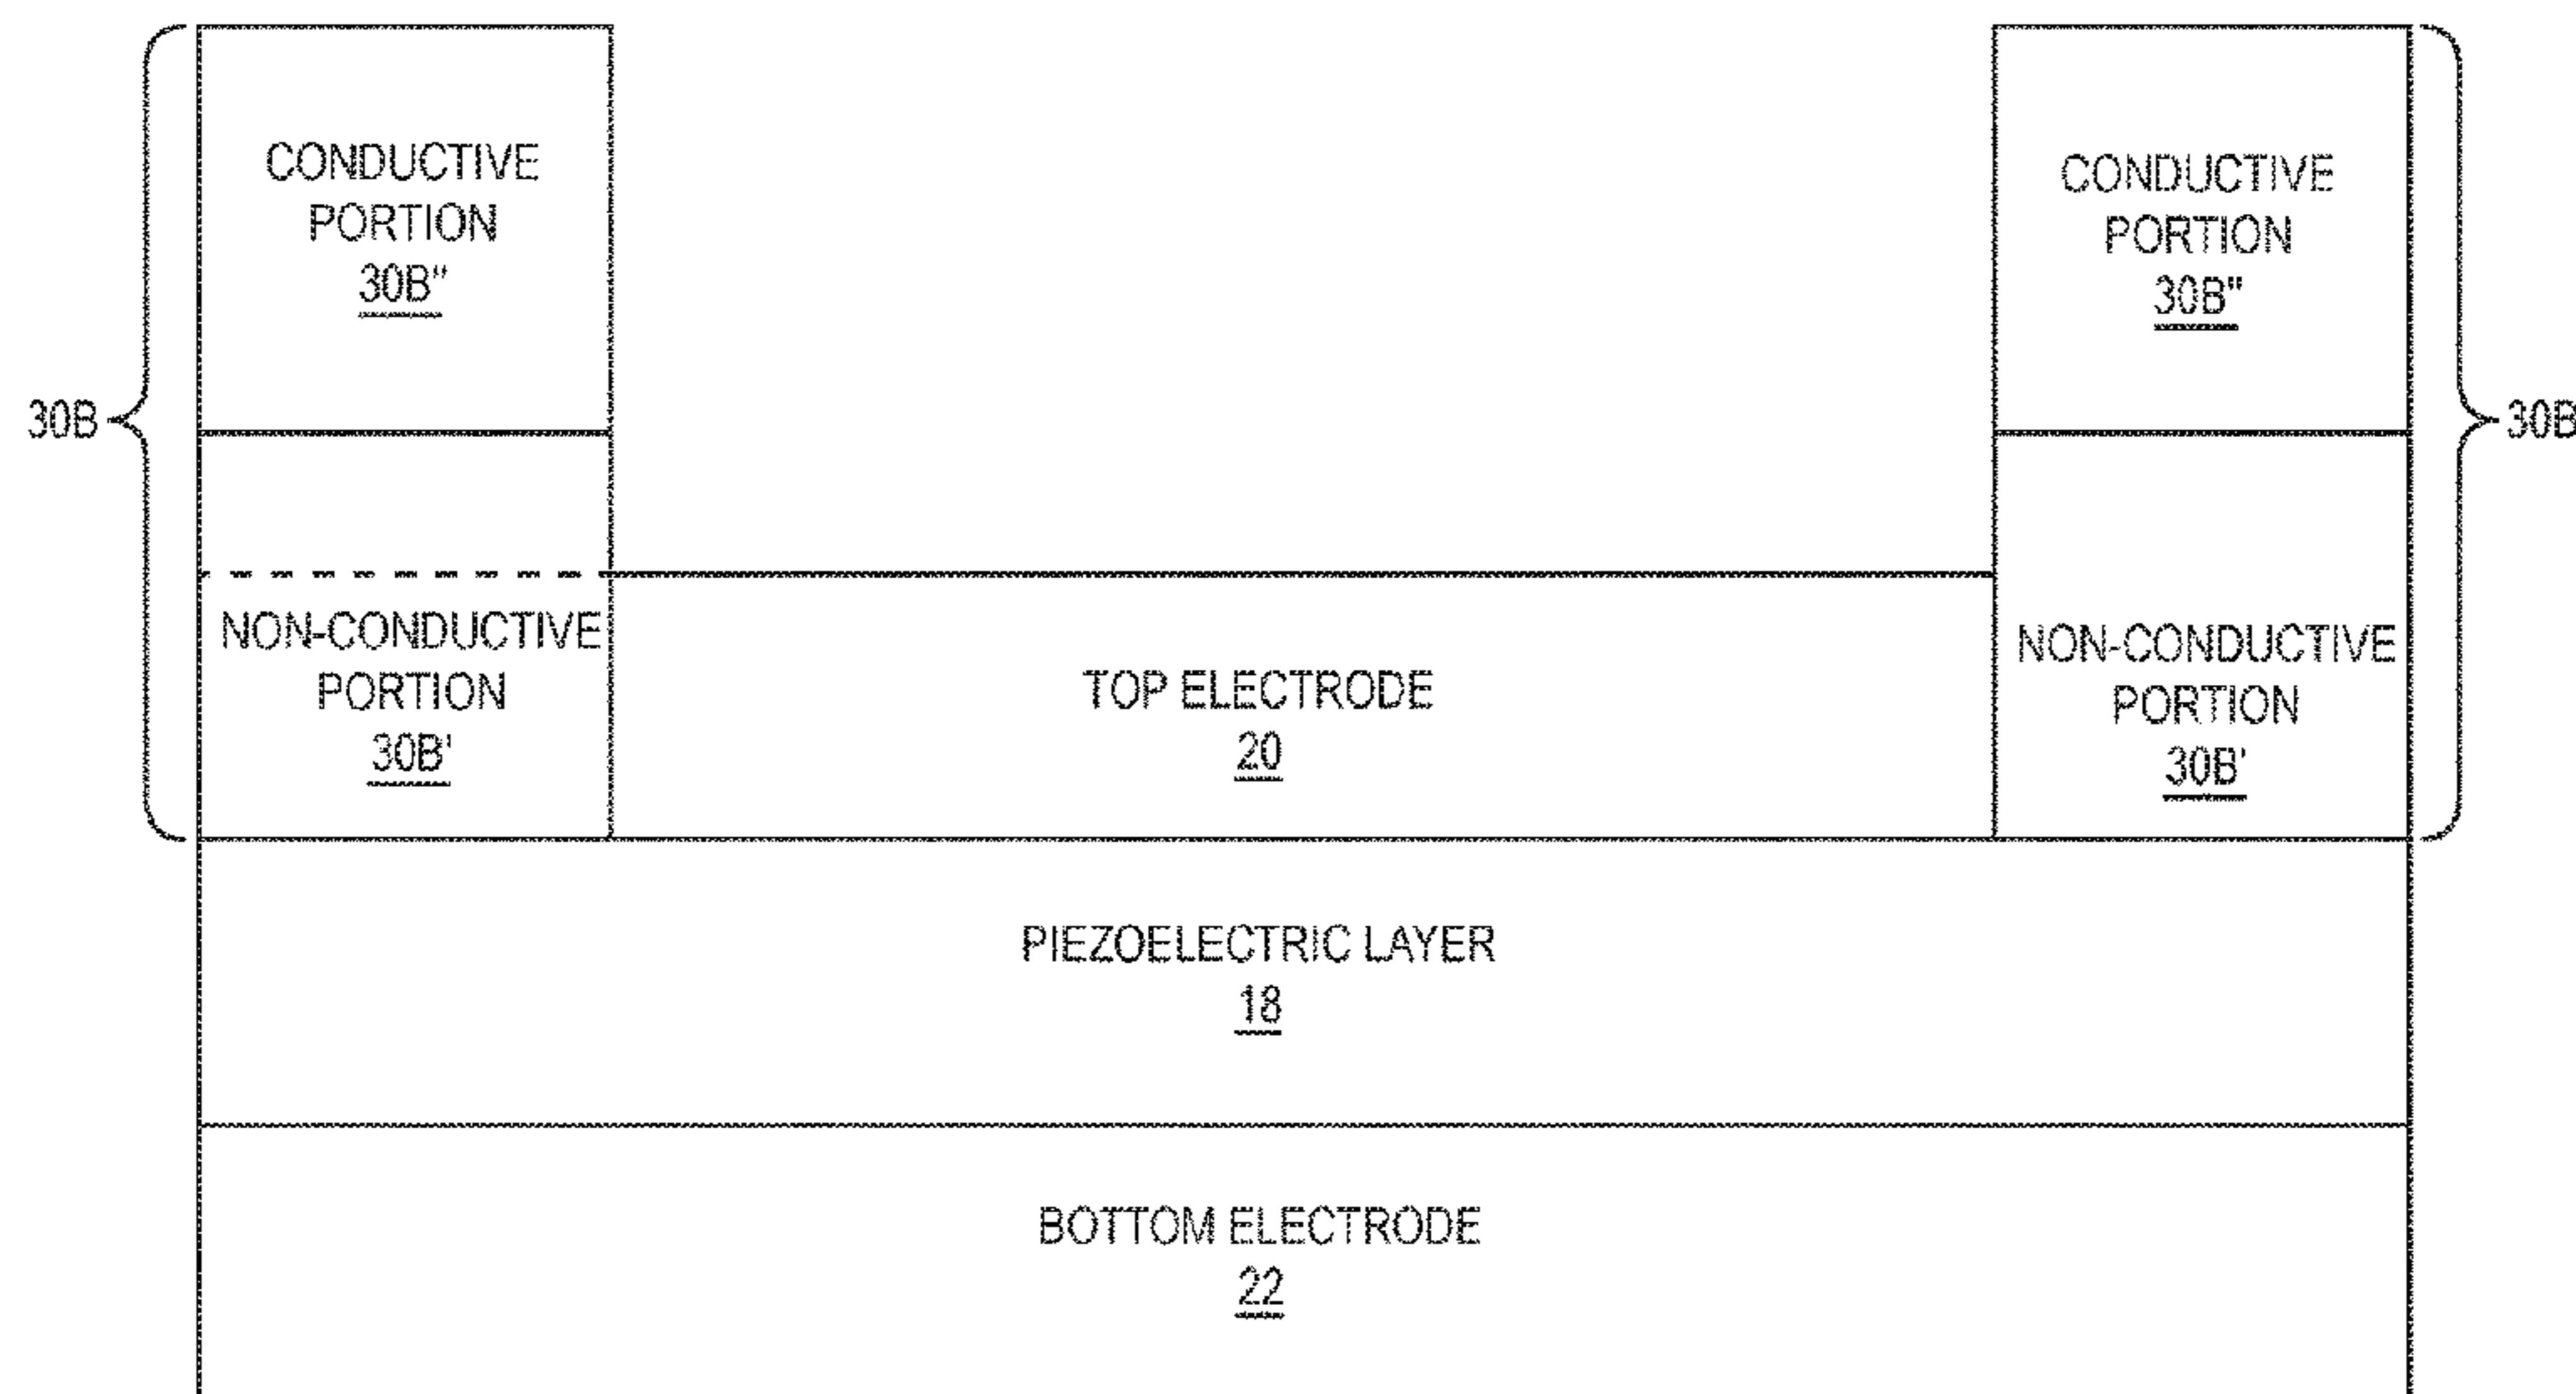 CONDUCTIVE
PORTION
30B"
CONDUCTIVE
PORTION
30B"
30B
30B
NON-CONDUCTIVE
PORTION
30B'
TOP ELECTRODE
20
NON-CONDUCTIVE
PORTION
30B'
PIEZOELECTRIC LAYER
18
BOTTOM ELECTRODE
22